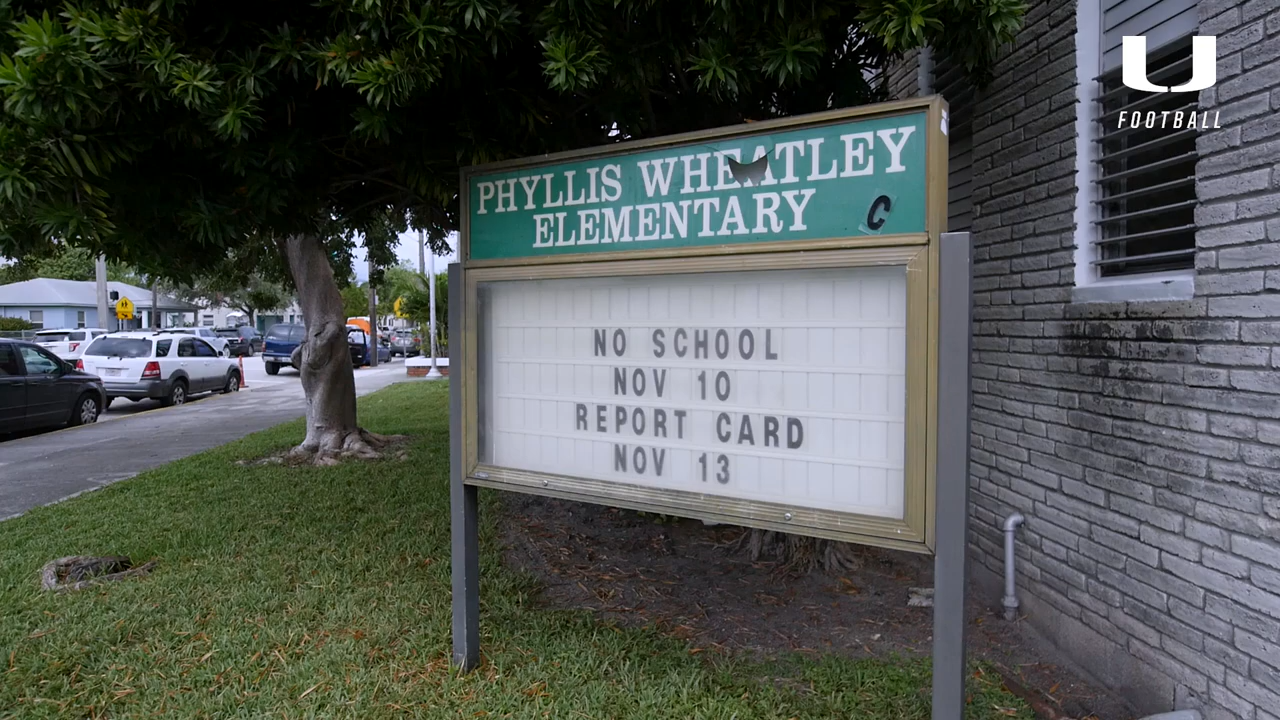 U
FOOTBALL
PHYLLIS WHEATLEY
ELEMENTARY
C
NO SCHOOL
NOV 10
REPORT CARD
NOV 13